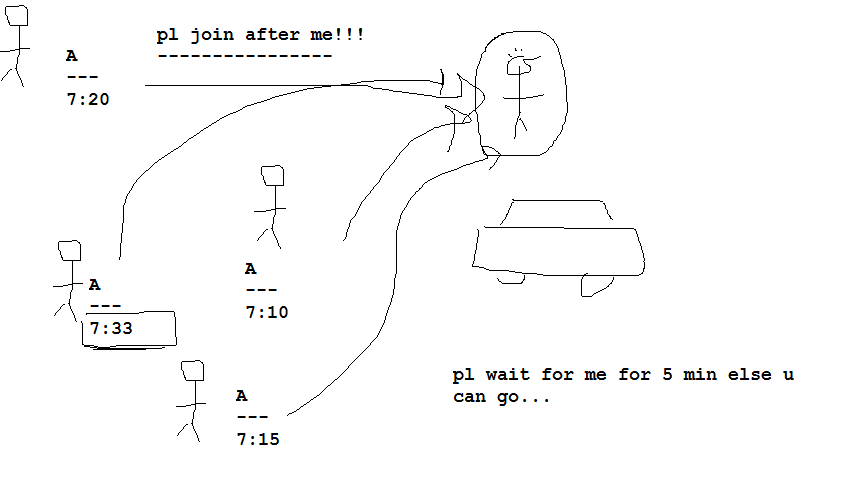 pl join after me!!!
----------------
A
---
7:20
A
---
7:10
A
---
7:33
A
---
7:15
pl wait for me for 5 min else u
can go...